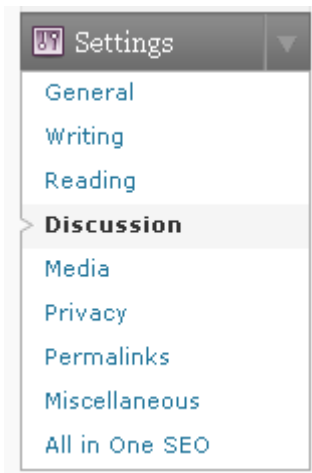 Settings
General
Writing
Reading
Discussion
Media
Privacy
Permalinks
Miscellaneous
All in One SEO